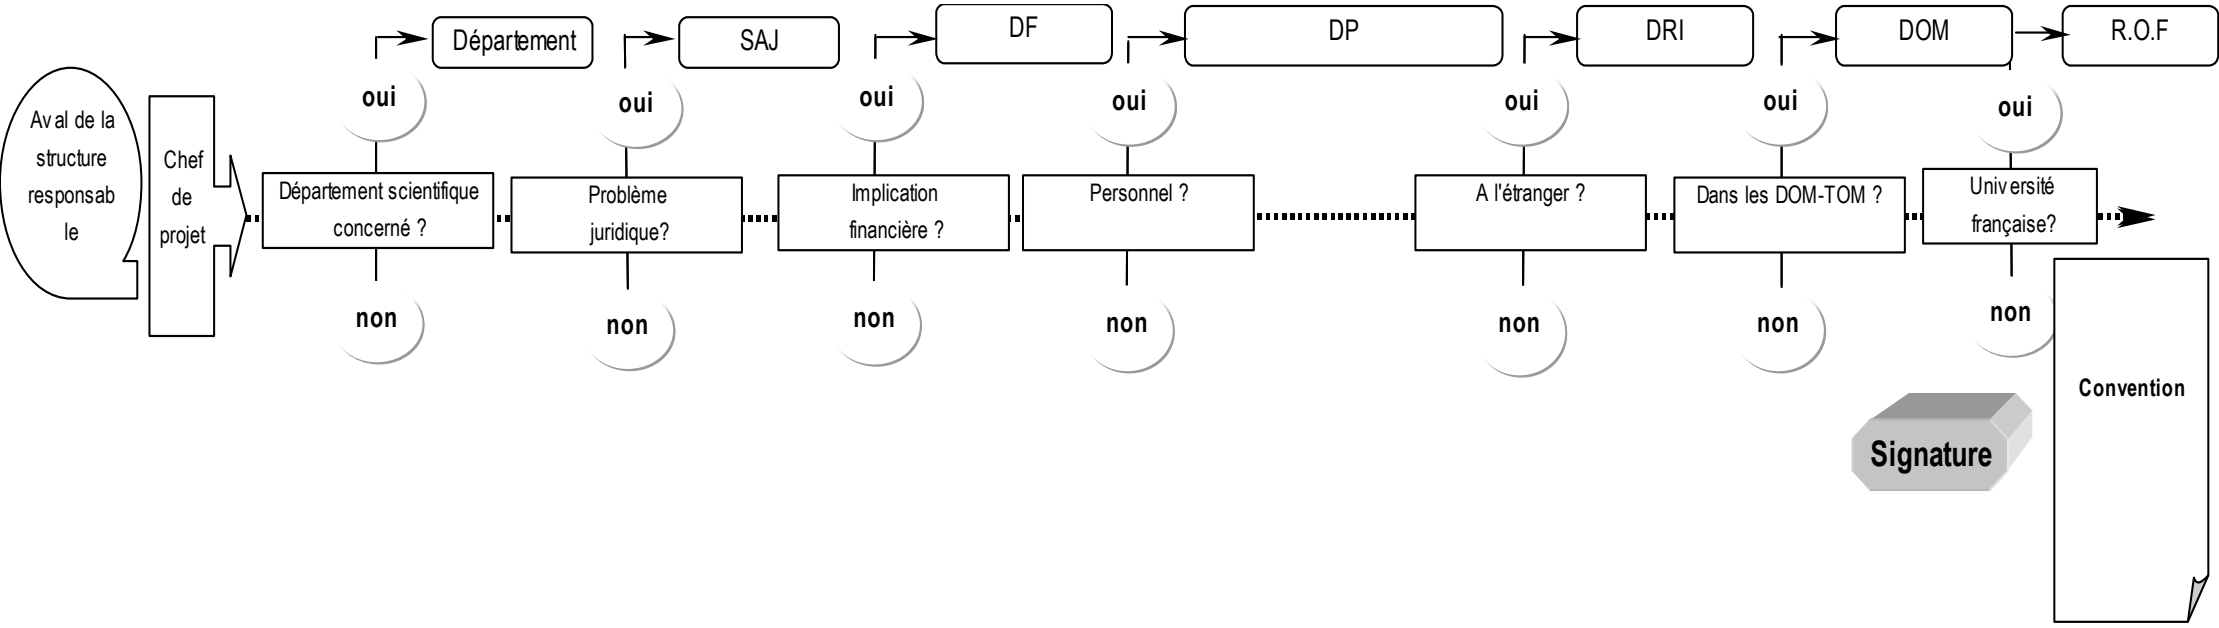 Département
SAJ
DF
DP
DRI
DOM
R.O.F
oui
oui
oui
oui
oui
oui
oui
Aval de la
structure
responsab
le
Chef
de
projet
Département scientifique
concerné ?
Problème
juridique?
Implication
financière ?
Personnel ?
A l'étranger ?
Dans les DOM-TOM ?
Université
française?
non
non
non
non
non
non
non
Convention
Signature